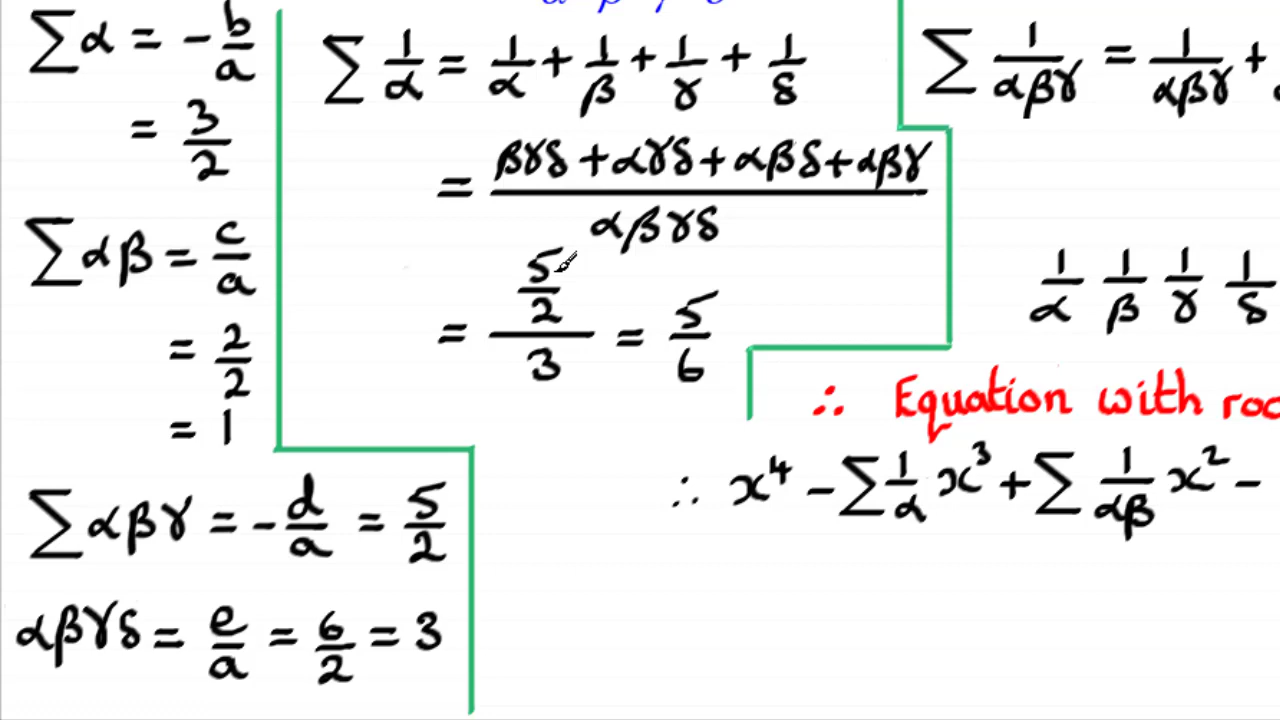 ∑α = -b/a
= 3/2
∑αβ = c/a
= 2/2
= 1
∑αβγ = -d/a = 5/2
αβγδ = e/a = 6/2 = 3
∑ 1/α = 1/α + 1/β + 1/γ + 1/δ
= (βγδ + αγδ + αβδ + αβγ)/(αβγδ)
= (5/2)/3 = 5/6
∑ 1/αβγ = 1/αβγ +
1/α 1/β 1/γ 1/δ
∴ Equation with
∴ x⁴ - ∑ 1/α x³ + ∑ 1/αβ x² -